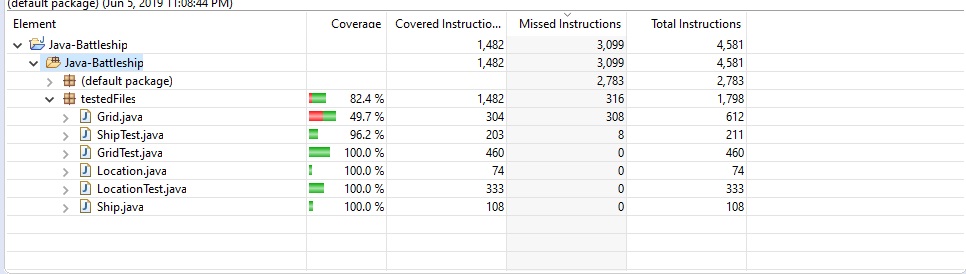 (default package) (Jun 5, 2019 11:08:44 PM)
Element Coverage Covered Instructio... Missed Instructions Total Instructions
Java-Battleship 1,482 3,099 4,581
Java-Battleship 1,482 3,099 4,581
(default package) 2,783 2,783
testedFiles 82.4 % 1,482 316 1,798
Grid.java 49.7 % 304 308 612
ShipTest.java 96.2 % 203 8 211
GridTest.java 100.0 % 460 0 460
Location.java 100.0 % 74 0 74
LocationTest.java 100.0 % 333 0 333
Ship.java 100.0 % 108 0 108